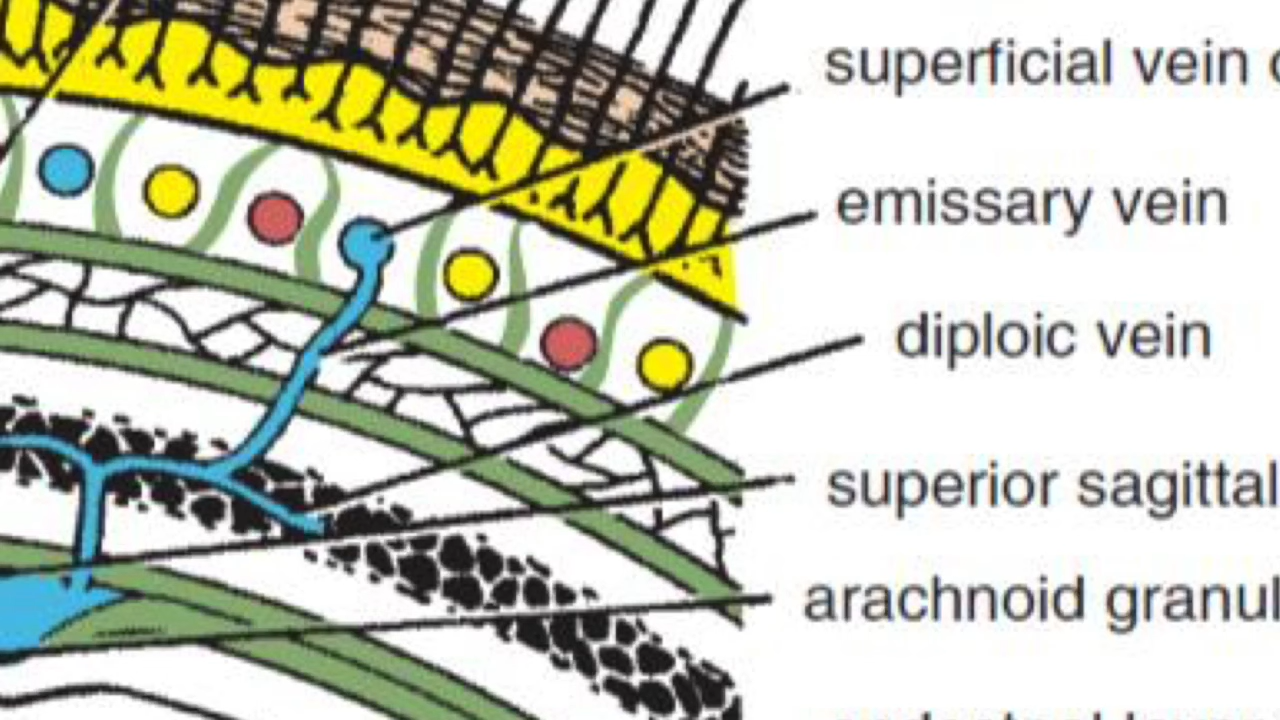 superficial vein
emissary vein
diploic vein
superior sagittal
arachnoid granul